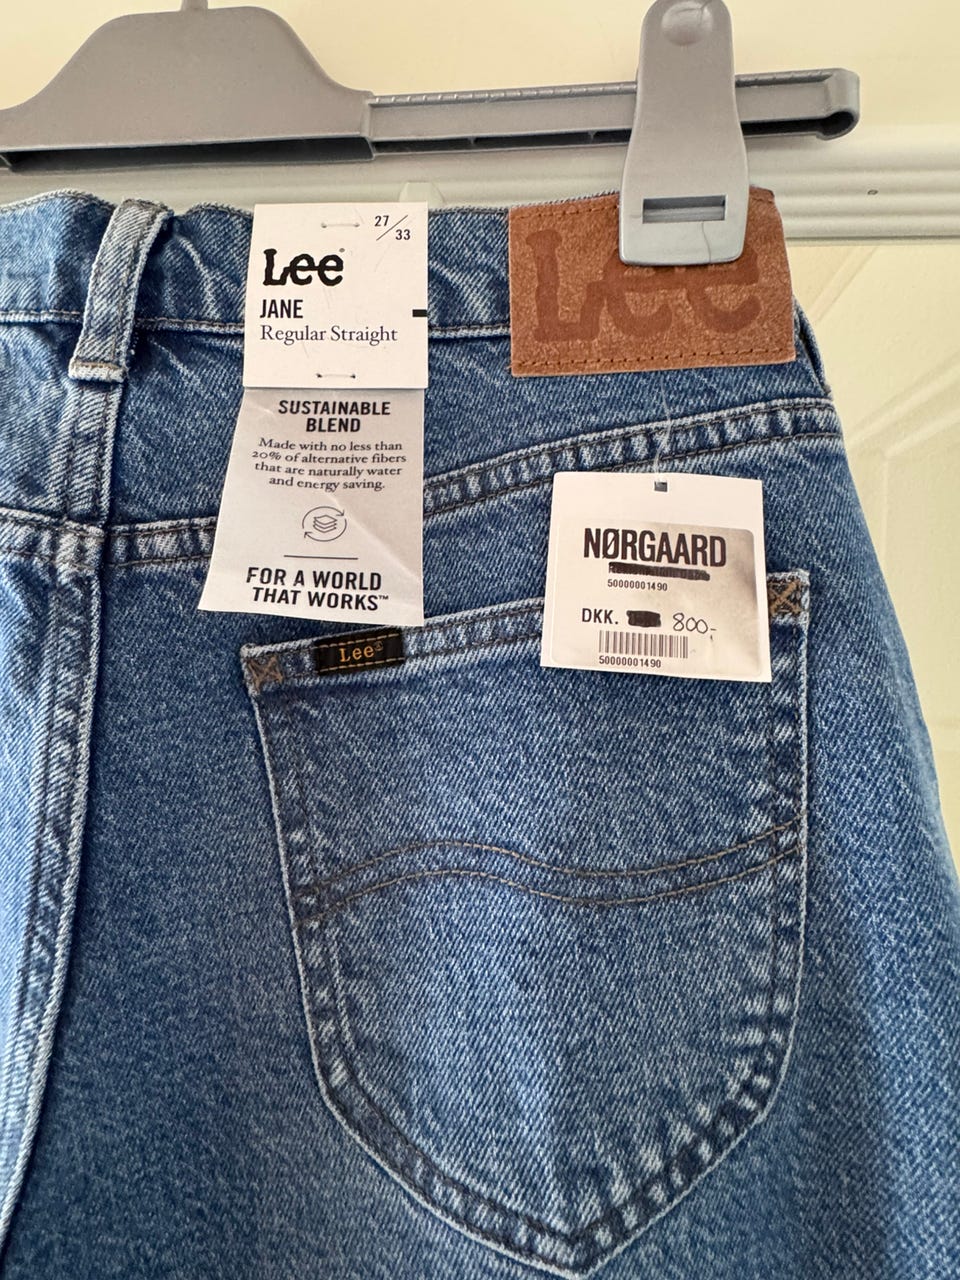 27/33
Lee®
JANE
Regular Straight
SUSTAINABLE
BLEND
Made with no less than
20% of alternative fibers
that are naturally water
and energy saving.
FOR A WORLD
THAT WORKS™
Lee
NØRGAARD
50000001490
DKK. 800,-
50000001490
Lee®